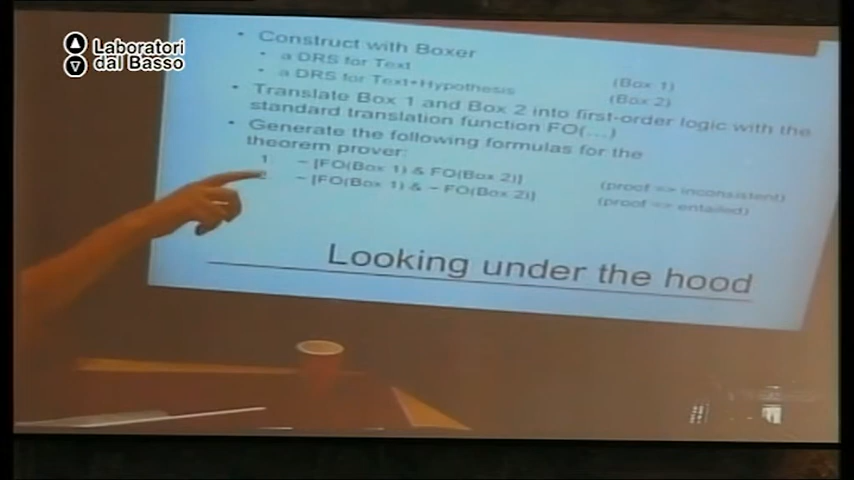 Laboratori
dal Basso
• Construct with Boxer
• a DRS for Text (Box 1)
• a DRS for Text+Hypothesis (Box 2)
• Translate Box 1 and Box 2 into first-order logic with the
standard translation function FO(...)
• Generate the following formulas for the
theorem prover:
1 ~ [FO(Box 1) & FO(Box 2)] (proof => inconsistent)
~ [FO(Box 1) & ~ FO(Box 2)] (proof => entailed)
Looking under the hood